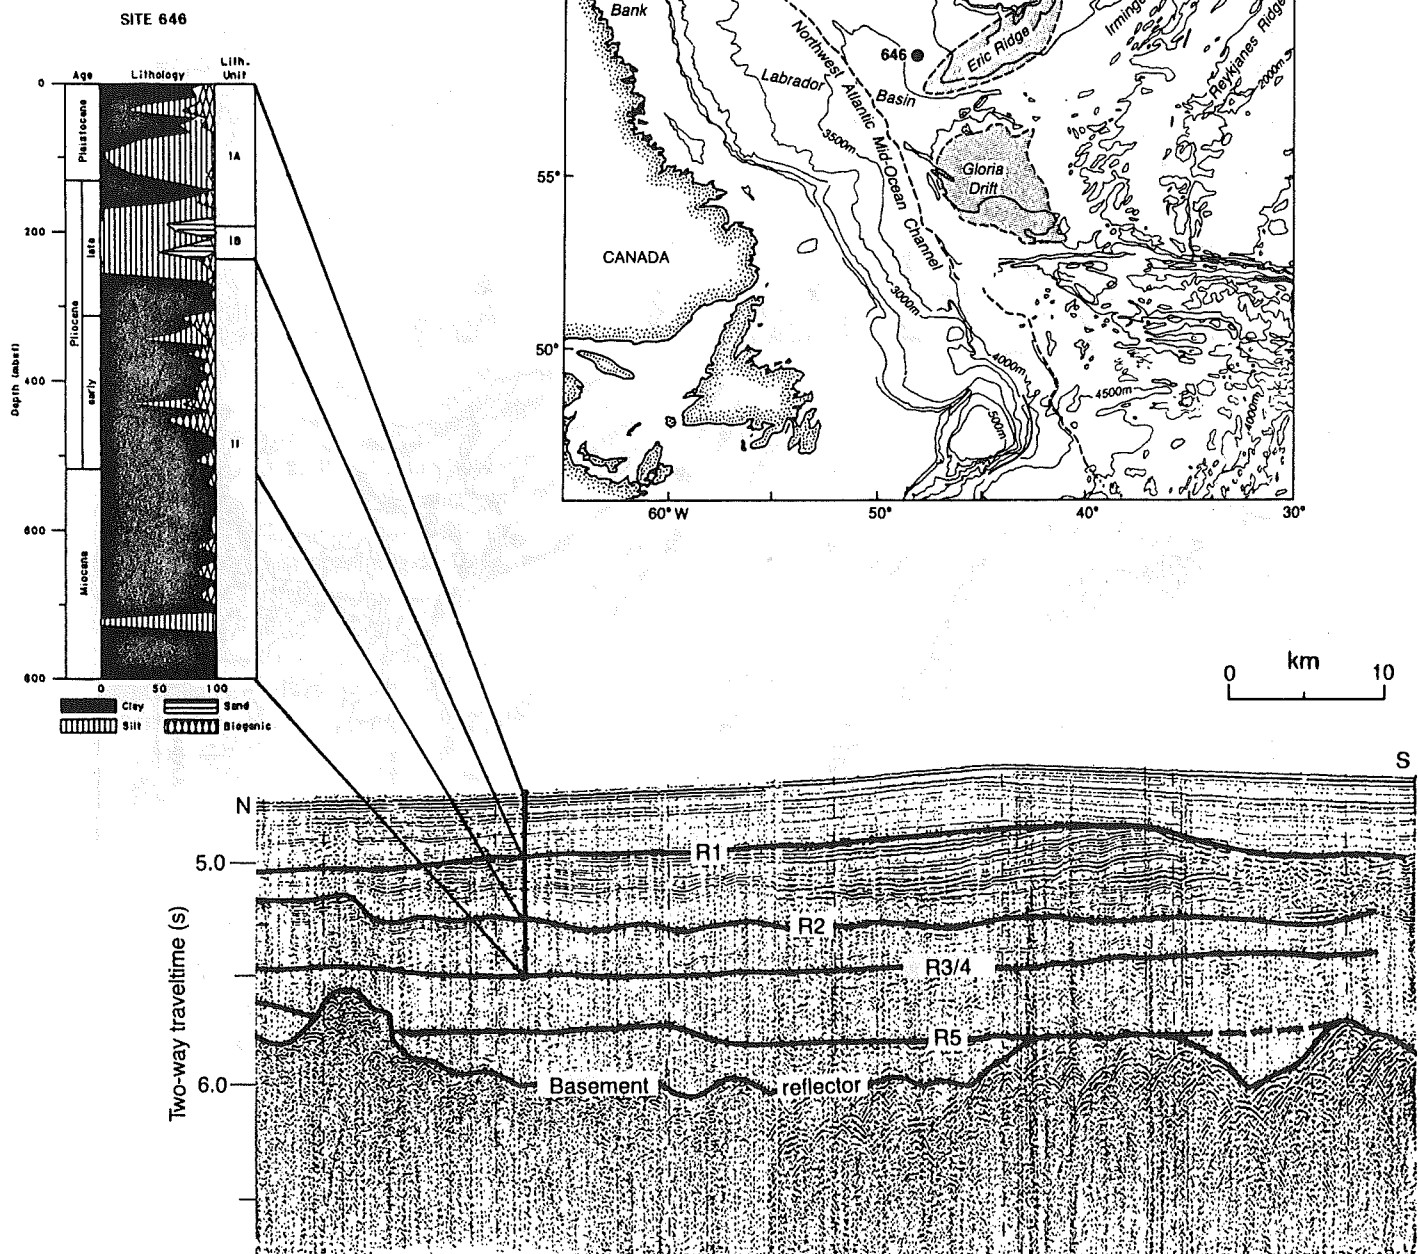 SITE 646
Age
Lithology
Lith.
Unit
0
200
400
600
600
Depth (mbsf)
Pleistocene
late
Pliocene
early
Miocene
IA
IB
II
0 50 100
Clay
Sand
Silt
Biogenic
Bank
Northwest Atlantic Mid-Ocean Channel
Labrador
Basin
646
Eric Ridge
Reykjanes Ridge
2000m
3500m
Gloria
Drift
55°
CANADA
3000m
50°
4000m
4500m
4000m
500m
60° W
50°
40°
30°
0 km 10
N
S
R1
5.0
R2
R3/4
R5
6.0
Basement reflector
Two-way traveltime (s)